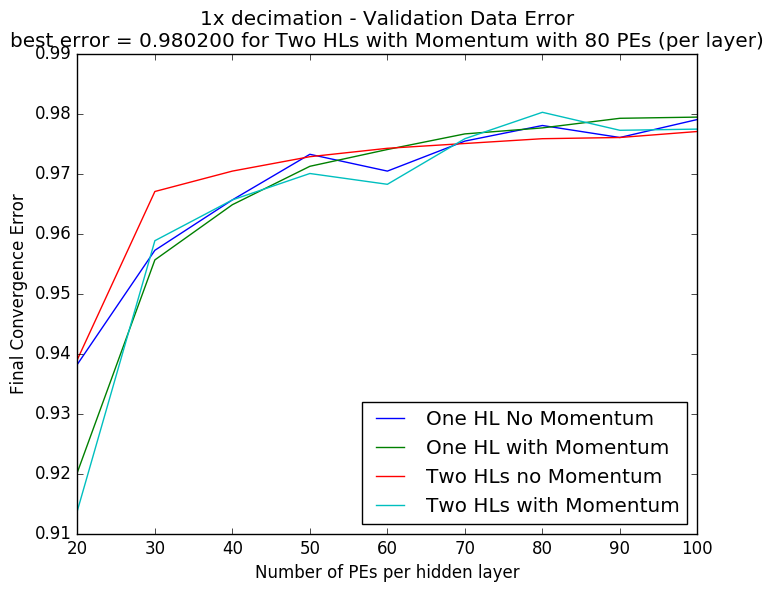 1x decimation - Validation Data Error
best error = 0.980200 for Two HLs with Momentum with 80 PEs (per layer)
0.99
0.98
0.97
0.96
0.95
0.94
0.93
0.92
0.91
Final Convergence Error
One HL No Momentum
One HL with Momentum
Two HLs no Momentum
Two HLs with Momentum
20 30 40 50 60 70 80 90 100
Number of PEs per hidden layer